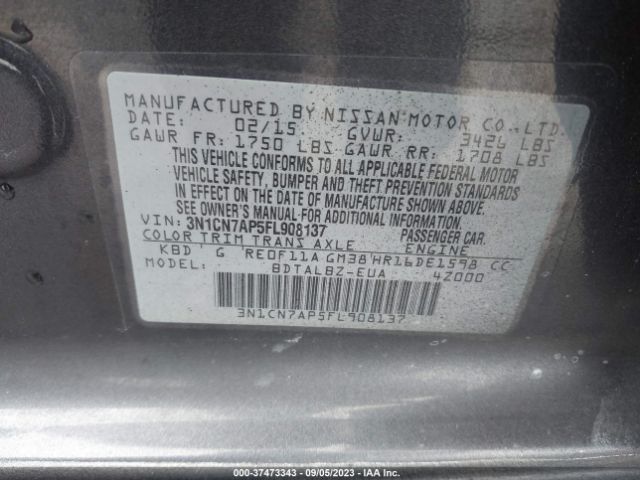 MANUFACTURED BY NISSAN MOTOR CO.,LTD.
DATE: 02/15 GVWR: 3426 LBS
GAWR FR: 1750 LBS GAWR RR: 1708 LBS
THIS VEHICLE CONFORMS TO ALL APPLICABLE FEDERAL MOTOR
VEHICLE SAFETY, BUMPER AND THEFT PREVENTION STANDARDS
IN EFFECT ON THE DATE OF MANUFACTURE SHOWN ABOVE.
SEE OWNER'S MANUAL FOR ADDITIONAL INFORMATION.
VIN: 3N1CN7AP5FL908137 PASSENGER CAR.
COLOR TRIM TRANS AXLE ENGINE
KBD G RE0F11A GM38 HR16DE1598 CC
MODEL: BDTALBZ-EUA 4Z000
3N1CN7AP5FL908137
000-37473343 - 09/05/2023 - IAA Inc.